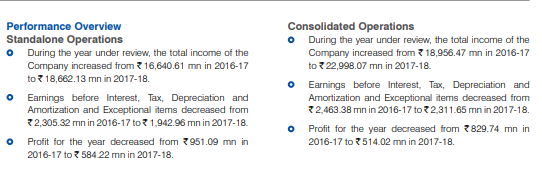 Performance Overview
Standalone Operations
During the year under review, the total income of the
Company increased from ₹ 16,640.61 mn in 2016-17
to ₹ 18,662.13 mn in 2017-18.
Earnings before Interest, Tax, Depreciation and
Amortization and Exceptional items decreased from
₹ 2,305.32 mn in 2016-17 to ₹ 1,942.96 mn in 2017-18.
Profit for the year decreased from ₹951.09 mn in
2016-17 to ₹ 584.22 mn in 2017-18.
Consolidated Operations
During the year under review, the total income of the
Company increased from ₹ 18,956.47 mn in 2016-17
to ₹ 22,998.07 mn in 2017-18.
Earnings before Interest, Tax, Depreciation and
Amortization and Exceptional items decreased from
₹ 2,463.38 mn in 2016-17 to ₹ 2,311.65 mn in 2017-18.
Profit for the year decreased from ₹829.74 mn in
2016-17 to ₹ 514.02 mn in 2017-18.